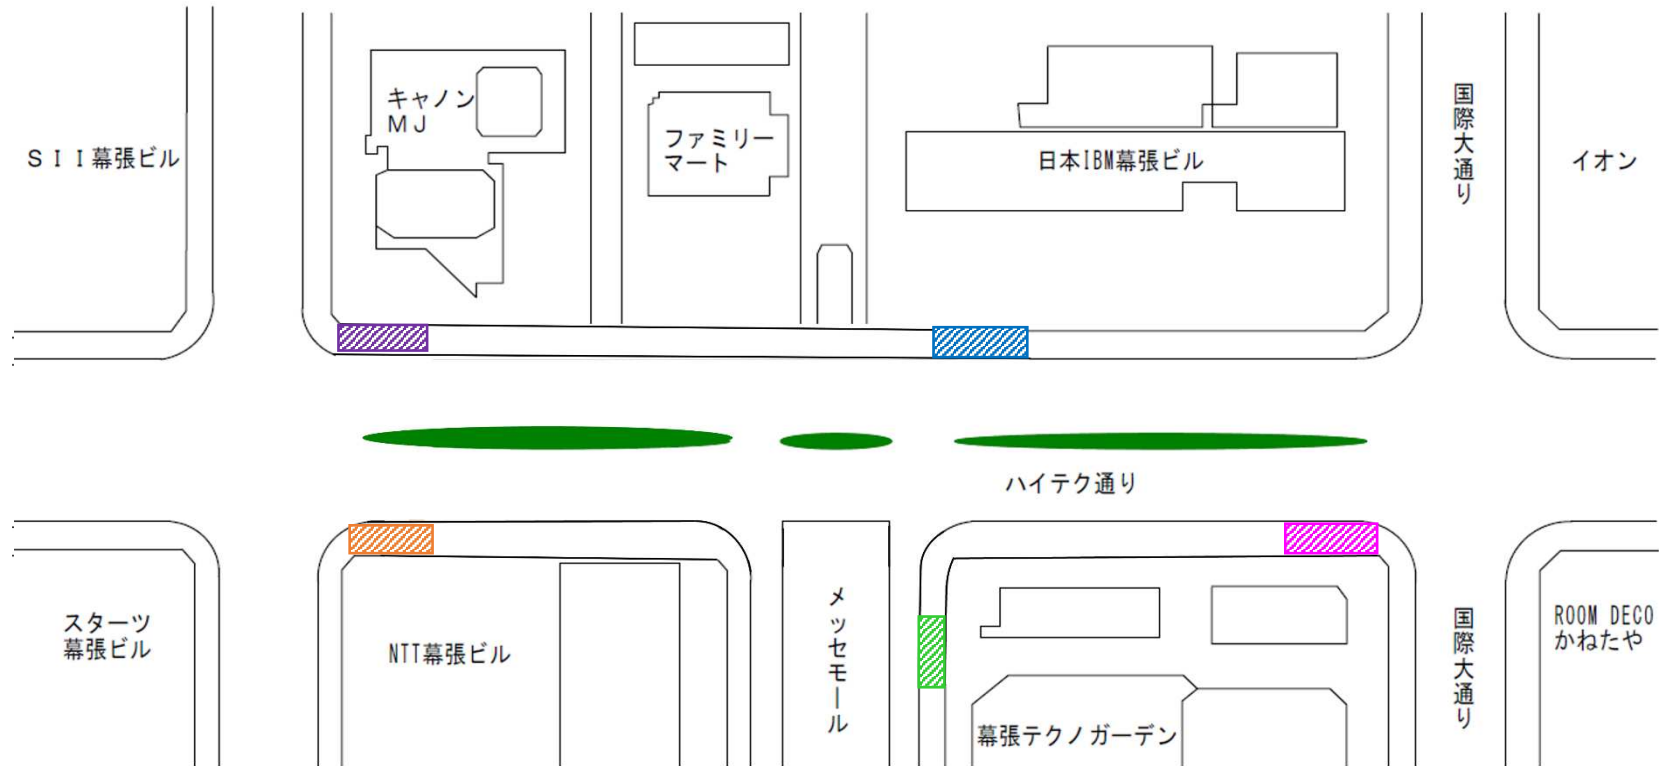 キャノン
ＭＪ
ファミリー
マート
ＳＩＩ幕張ビル
日本IBM幕張ビル
国際大通り
イオン
ハイテク通り
スターツ
幕張ビル
NTT幕張ビル
メッセモール
幕張テクノガーデン
国際大通り
ROOM DECO
かねたや